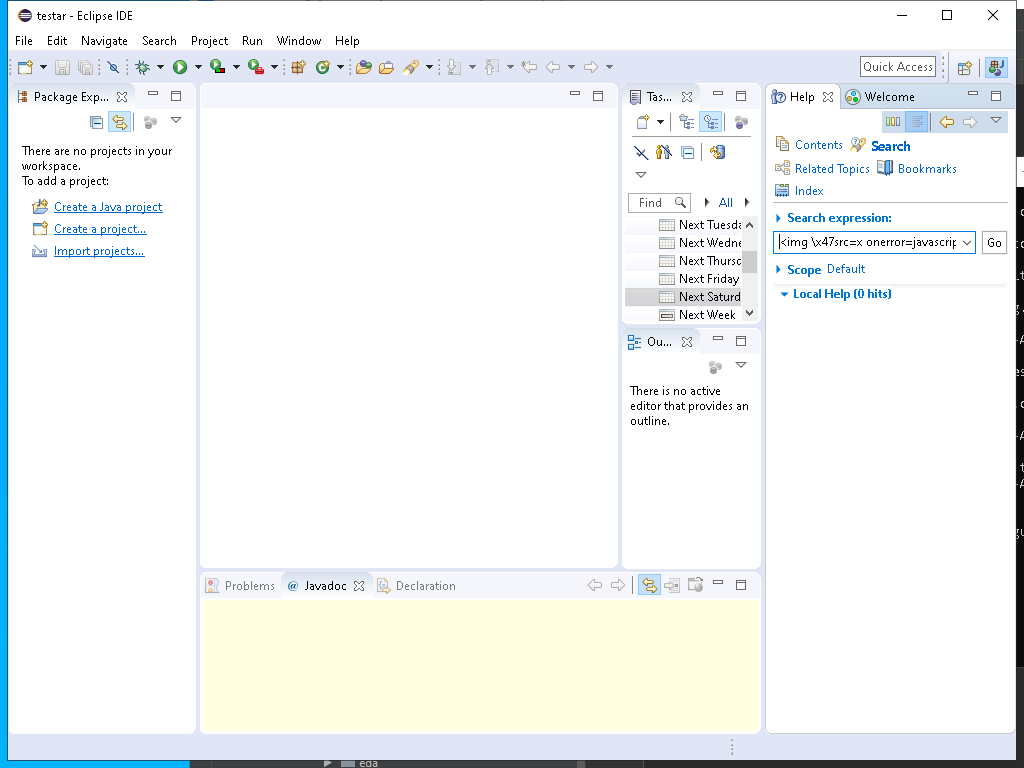 testar - Eclipse IDE
File Edit Navigate Search Project Run Window Help
Quick Access
Package Exp...
There are no projects in your
workspace.
To add a project:
Create a Java project
Create a project...
Import projects...
Tas...
Find
All
Next Tuesda
Next Wedne
Next Thursd
Next Friday
Next Saturd
Next Week
Ou...
There is no active
editor that provides an
outline.
Help
Welcome
Contents
Search
Related Topics
Bookmarks
Index
Search expression:
<img \x47src=x onerror=javascrip
Go
Scope Default
Local Help (0 hits)
Problems
@ Javadoc
Declaration
eda